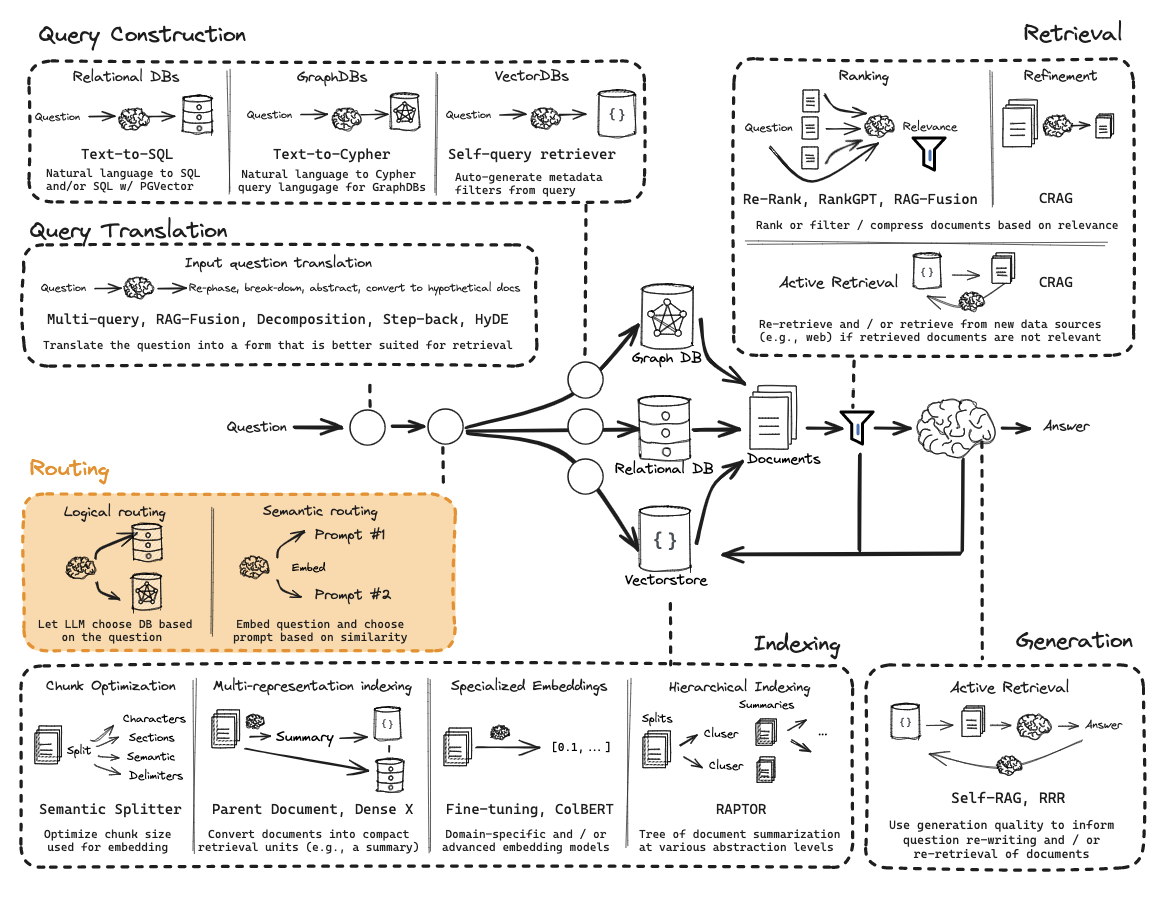 Query Construction
Relational DBs
Question
Text-to-SQL
Natural language to SQL
and/or SQL w/ PGVector
GraphDBs
Question
Text-to-Cypher
Natural language to Cypher
query langugage for GraphDBs
VectorDBs
Question
{ }
Self-query retriever
Auto-generate metadata
filters from query
Retrieval
Ranking
Question
Relevance
Re-Rank, RankGPT, RAG-Fusion
Refinement
CRAG
Rank or filter / compress documents based on relevance
Active Retrieval
{ }
CRAG
Re-retrieve and / or retrieve from new data sources
(e.g., web) if retrieved documents are not relevant
Query Translation
Input question translation
Question
Re-phase, break-down, abstract, convert to hypothetical docs
Multi-query, RAG-Fusion, Decomposition, Step-back, HyDE
Translate the question into a form that is better suited for retrieval
Question
Graph DB
Relational DB
{ }
Vectorstore
Documents
Answer
Routing
Logical routing
Let LLM choose DB based
on the question
Semantic routing
Prompt #1
Embed
Prompt #2
Embed question and choose
prompt based on similarity
Indexing
Chunk Optimization
Split
Characters
Sections
Semantic
Delimiters
Semantic Splitter
Optimize chunk size
used for embedding
Multi-representation indexing
Summary
{ }
Parent Document, Dense X
Convert documents into compact
retrieval units (e.g., a summary)
Specialized Embeddings
[0.1, ...]
Fine-tuning, ColBERT
Domain-specific and / or
advanced embedding models
Hierarchical Indexing
Summaries
Splits
Cluser
Cluser
...
RAPTOR
Tree of document summarization
at various abstraction levels
Generation
Active Retrieval
{ }
Answer
Self-RAG, RRR
Use generation quality to inform
question re-writing and / or
re-retrieval of documents